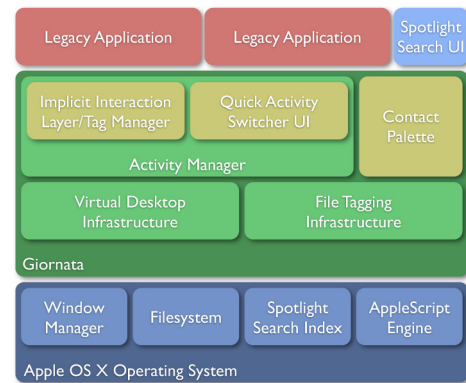 Legacy Application
Legacy Application
Spotlight
Search UI
Implicit Interaction
Layer/Tag Manager
Quick Activity
Switcher UI
Contact
Palette
Activity Manager
Virtual Desktop
Infrastructure
File Tagging
Infrastructure
Giornata
Window
Manager
Filesystem
Spotlight
Search Index
AppleScript
Engine
Apple OS X Operating System